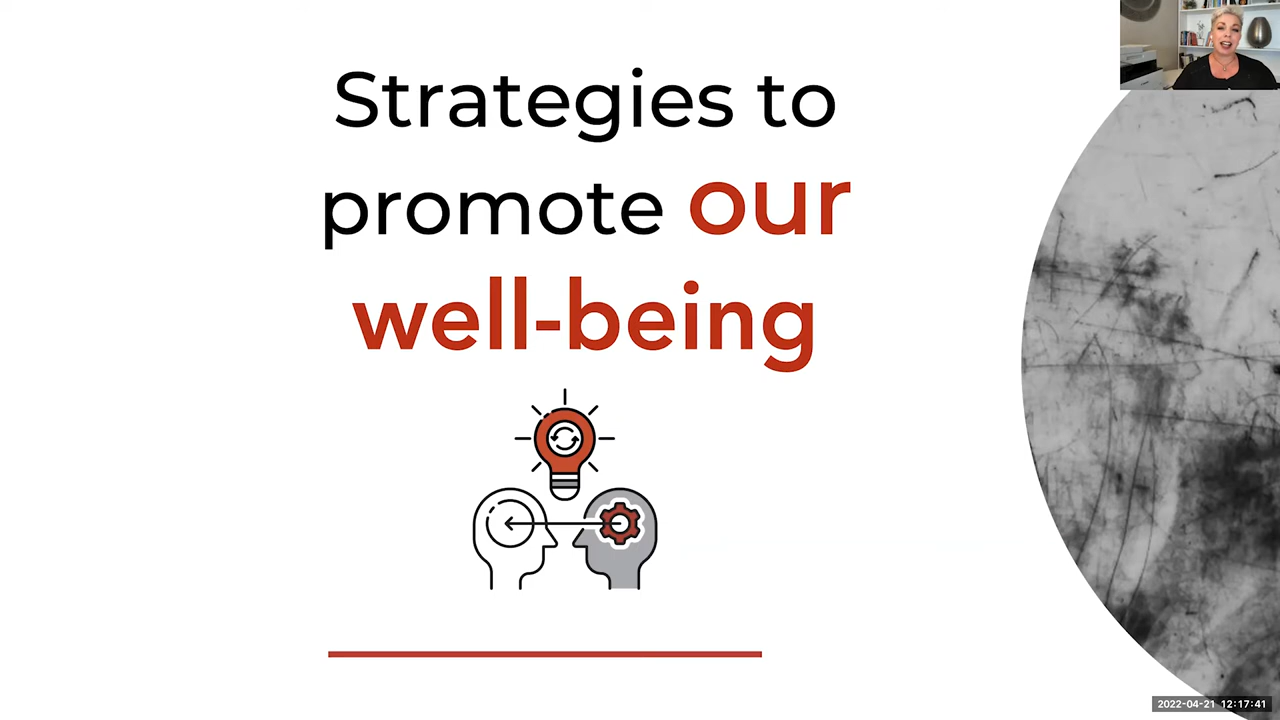 Strategies to
promote our
well-being
2022-04-21 12:17:41